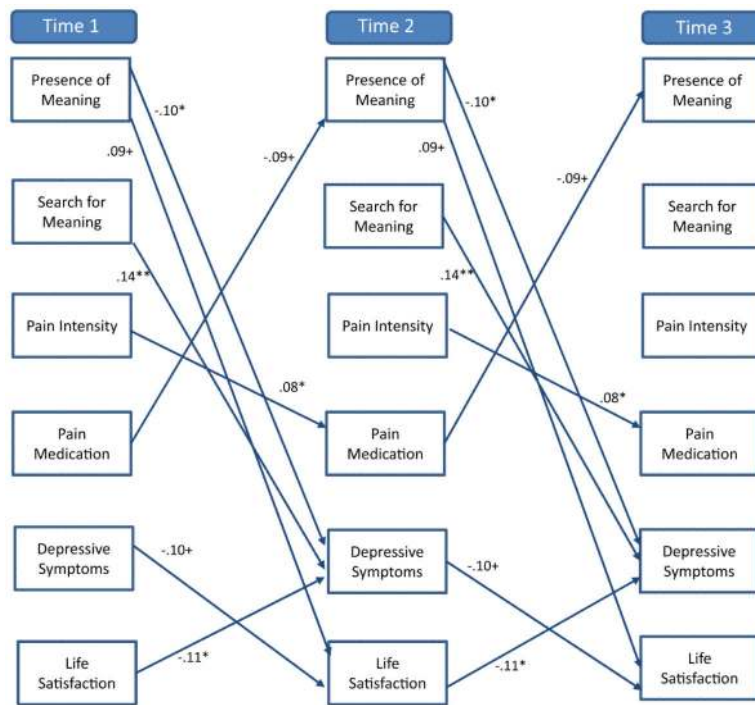 Time 1
Time 2
Time 3
Presence of
Meaning
Presence of
Meaning
Presence of
Meaning
-.10*
-.10*
.09+
-.09+
.09+
-.09+
Search for
Meaning
Search for
Meaning
Search for
Meaning
.14**
.14**
Pain Intensity
Pain Intensity
Pain Intensity
.08*
.08*
Pain
Medication
Pain
Medication
Pain
Medication
Depressive
Symptoms
Depressive
Symptoms
Depressive
Symptoms
-.10+
-.10+
Life
Satisfaction
Life
Satisfaction
Life
Satisfaction
-.11*
-.11*